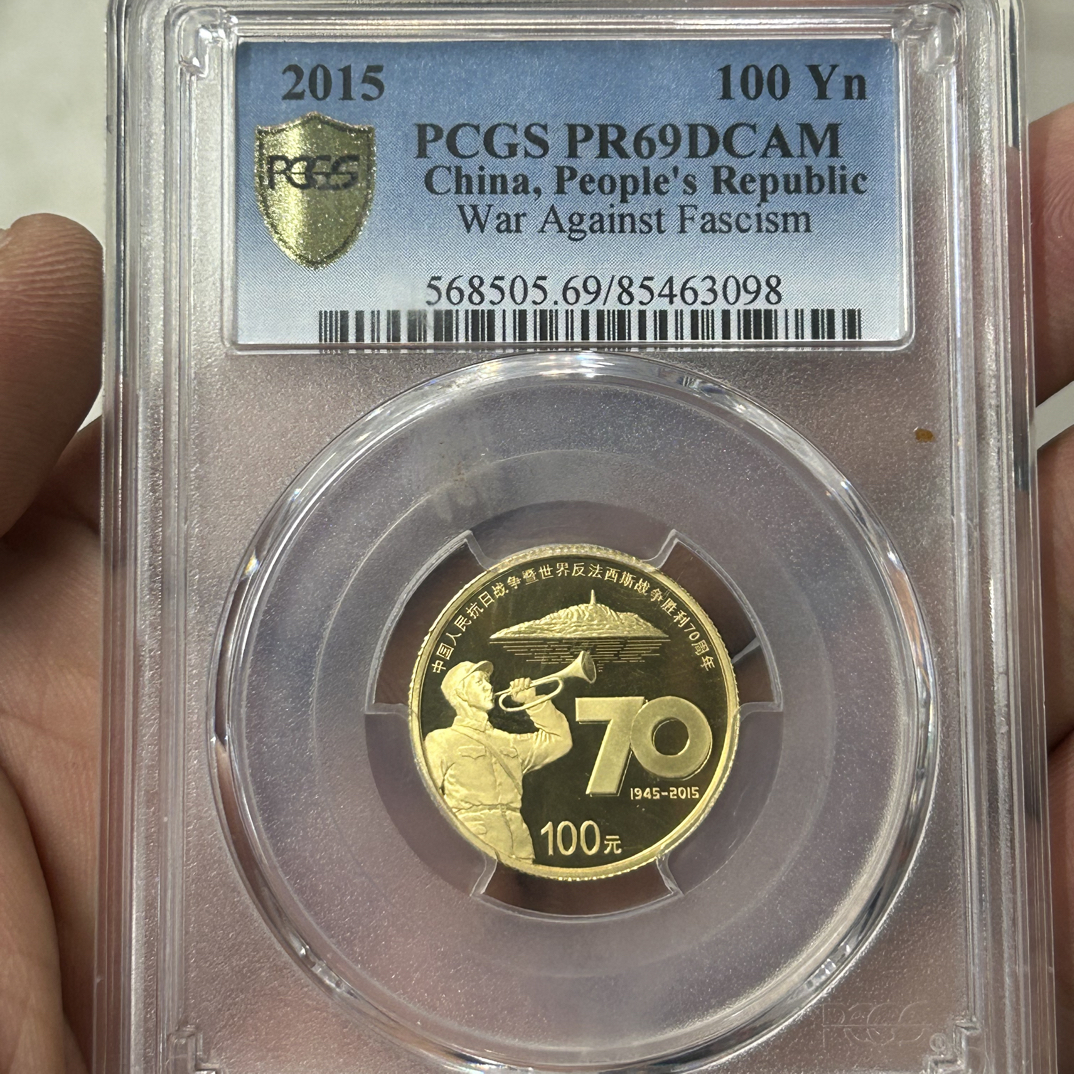 2015
100 Yn
PCGS
PCGS PR69DCAM
China, People's Republic
War Against Fascism
568505.69/85463098
中国人民抗日战争暨世界反法西斯战争胜利70周年
70
1945-2015
100元
PCGS